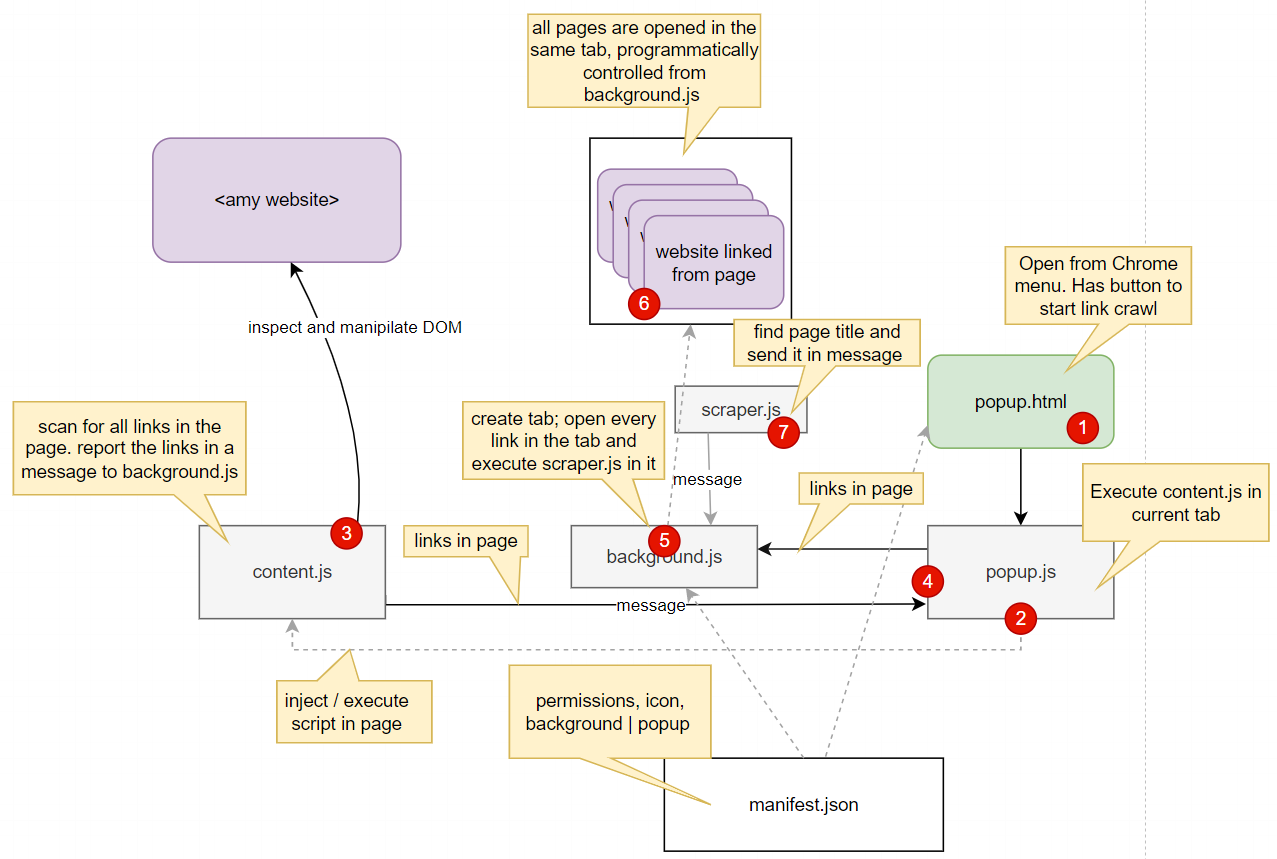 all pages are opened in the
same tab, programmatically
controlled from
background.js
<amy website>
website linked
from page
6
inspect and manipilate DOM
Open from Chrome
menu. Has button to
start link crawl
find page title and
send it in message
popup.html
1
scraper.js
7
create tab; open every
link in the tab and
execute scraper.js in it
scan for all links in the
page. report the links in a
message to background.js
message
links in page
Execute content.js in
current tab
3
content.js
links in page
5
background.js
popup.js
4
2
message
inject / execute
script in page
permissions, icon,
background | popup
manifest.json